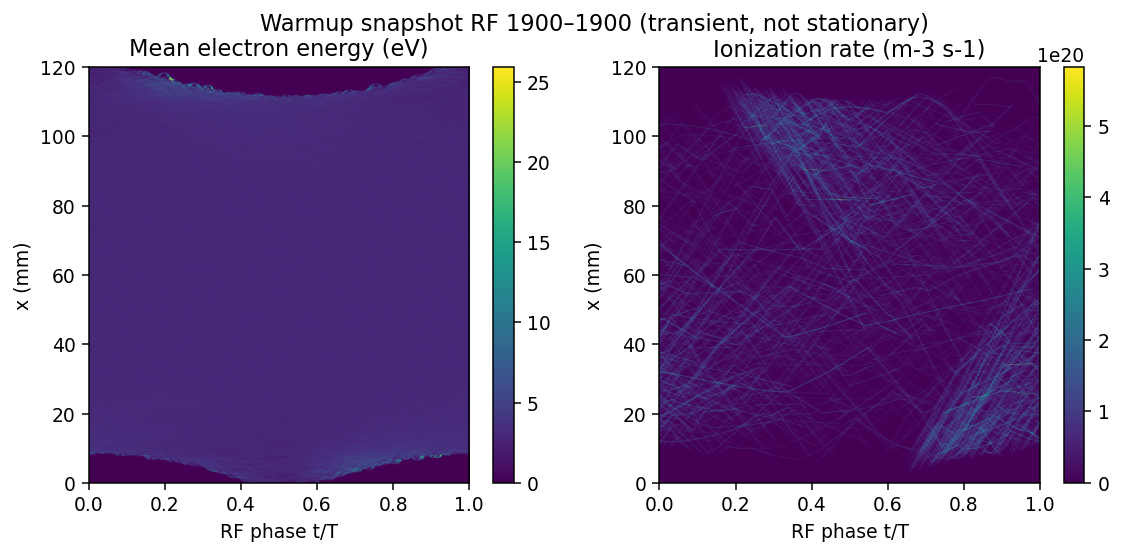 Warmup snapshot RF 1900–1900 (transient, not stationary)
Mean electron energy (eV)
Ionization rate (m-3 s-1)
1e20
120
100
80
60
40
20
0
x (mm)
0.0 0.2 0.4 0.6 0.8 1.0
RF phase t/T
25
20
15
10
5
0
120
100
80
60
40
20
0
x (mm)
0.0 0.2 0.4 0.6 0.8 1.0
RF phase t/T
5
4
3
2
1
0